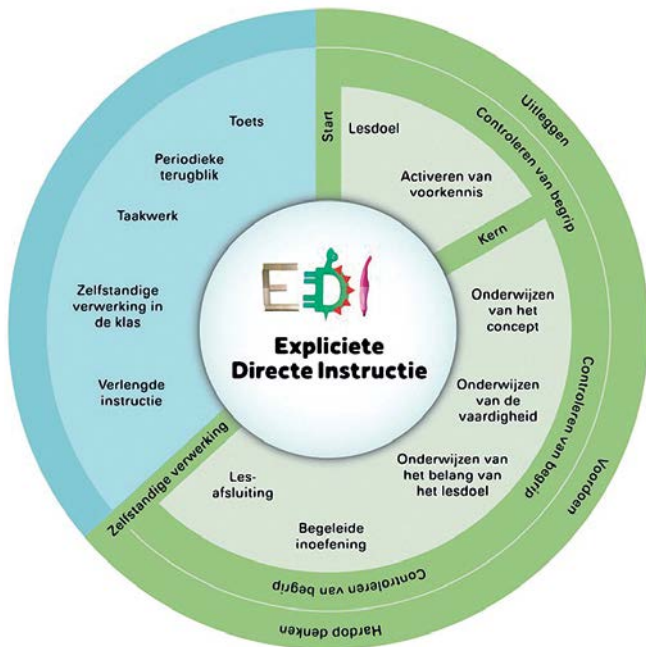 EDI
Expliciete
Directe Instructie
Start
Lesdoel
Activeren van
voorkennis
Kern
Onderwijzen
van het
concept
Onderwijzen
van de
vaardigheid
Onderwijzen van
het belang van
het lesdoel
Begeleide
inoefening
Les-
afsluiting
Zelfstandige verwerking
Verlengde
instructie
Zelfstandige
verwerking in
de klas
Taakwerk
Periodieke
terugblik
Toets
Controleren van begrip
Controleren van begrip
Controleren van begrip
Uitleggen
Voordoen
Hardop denken